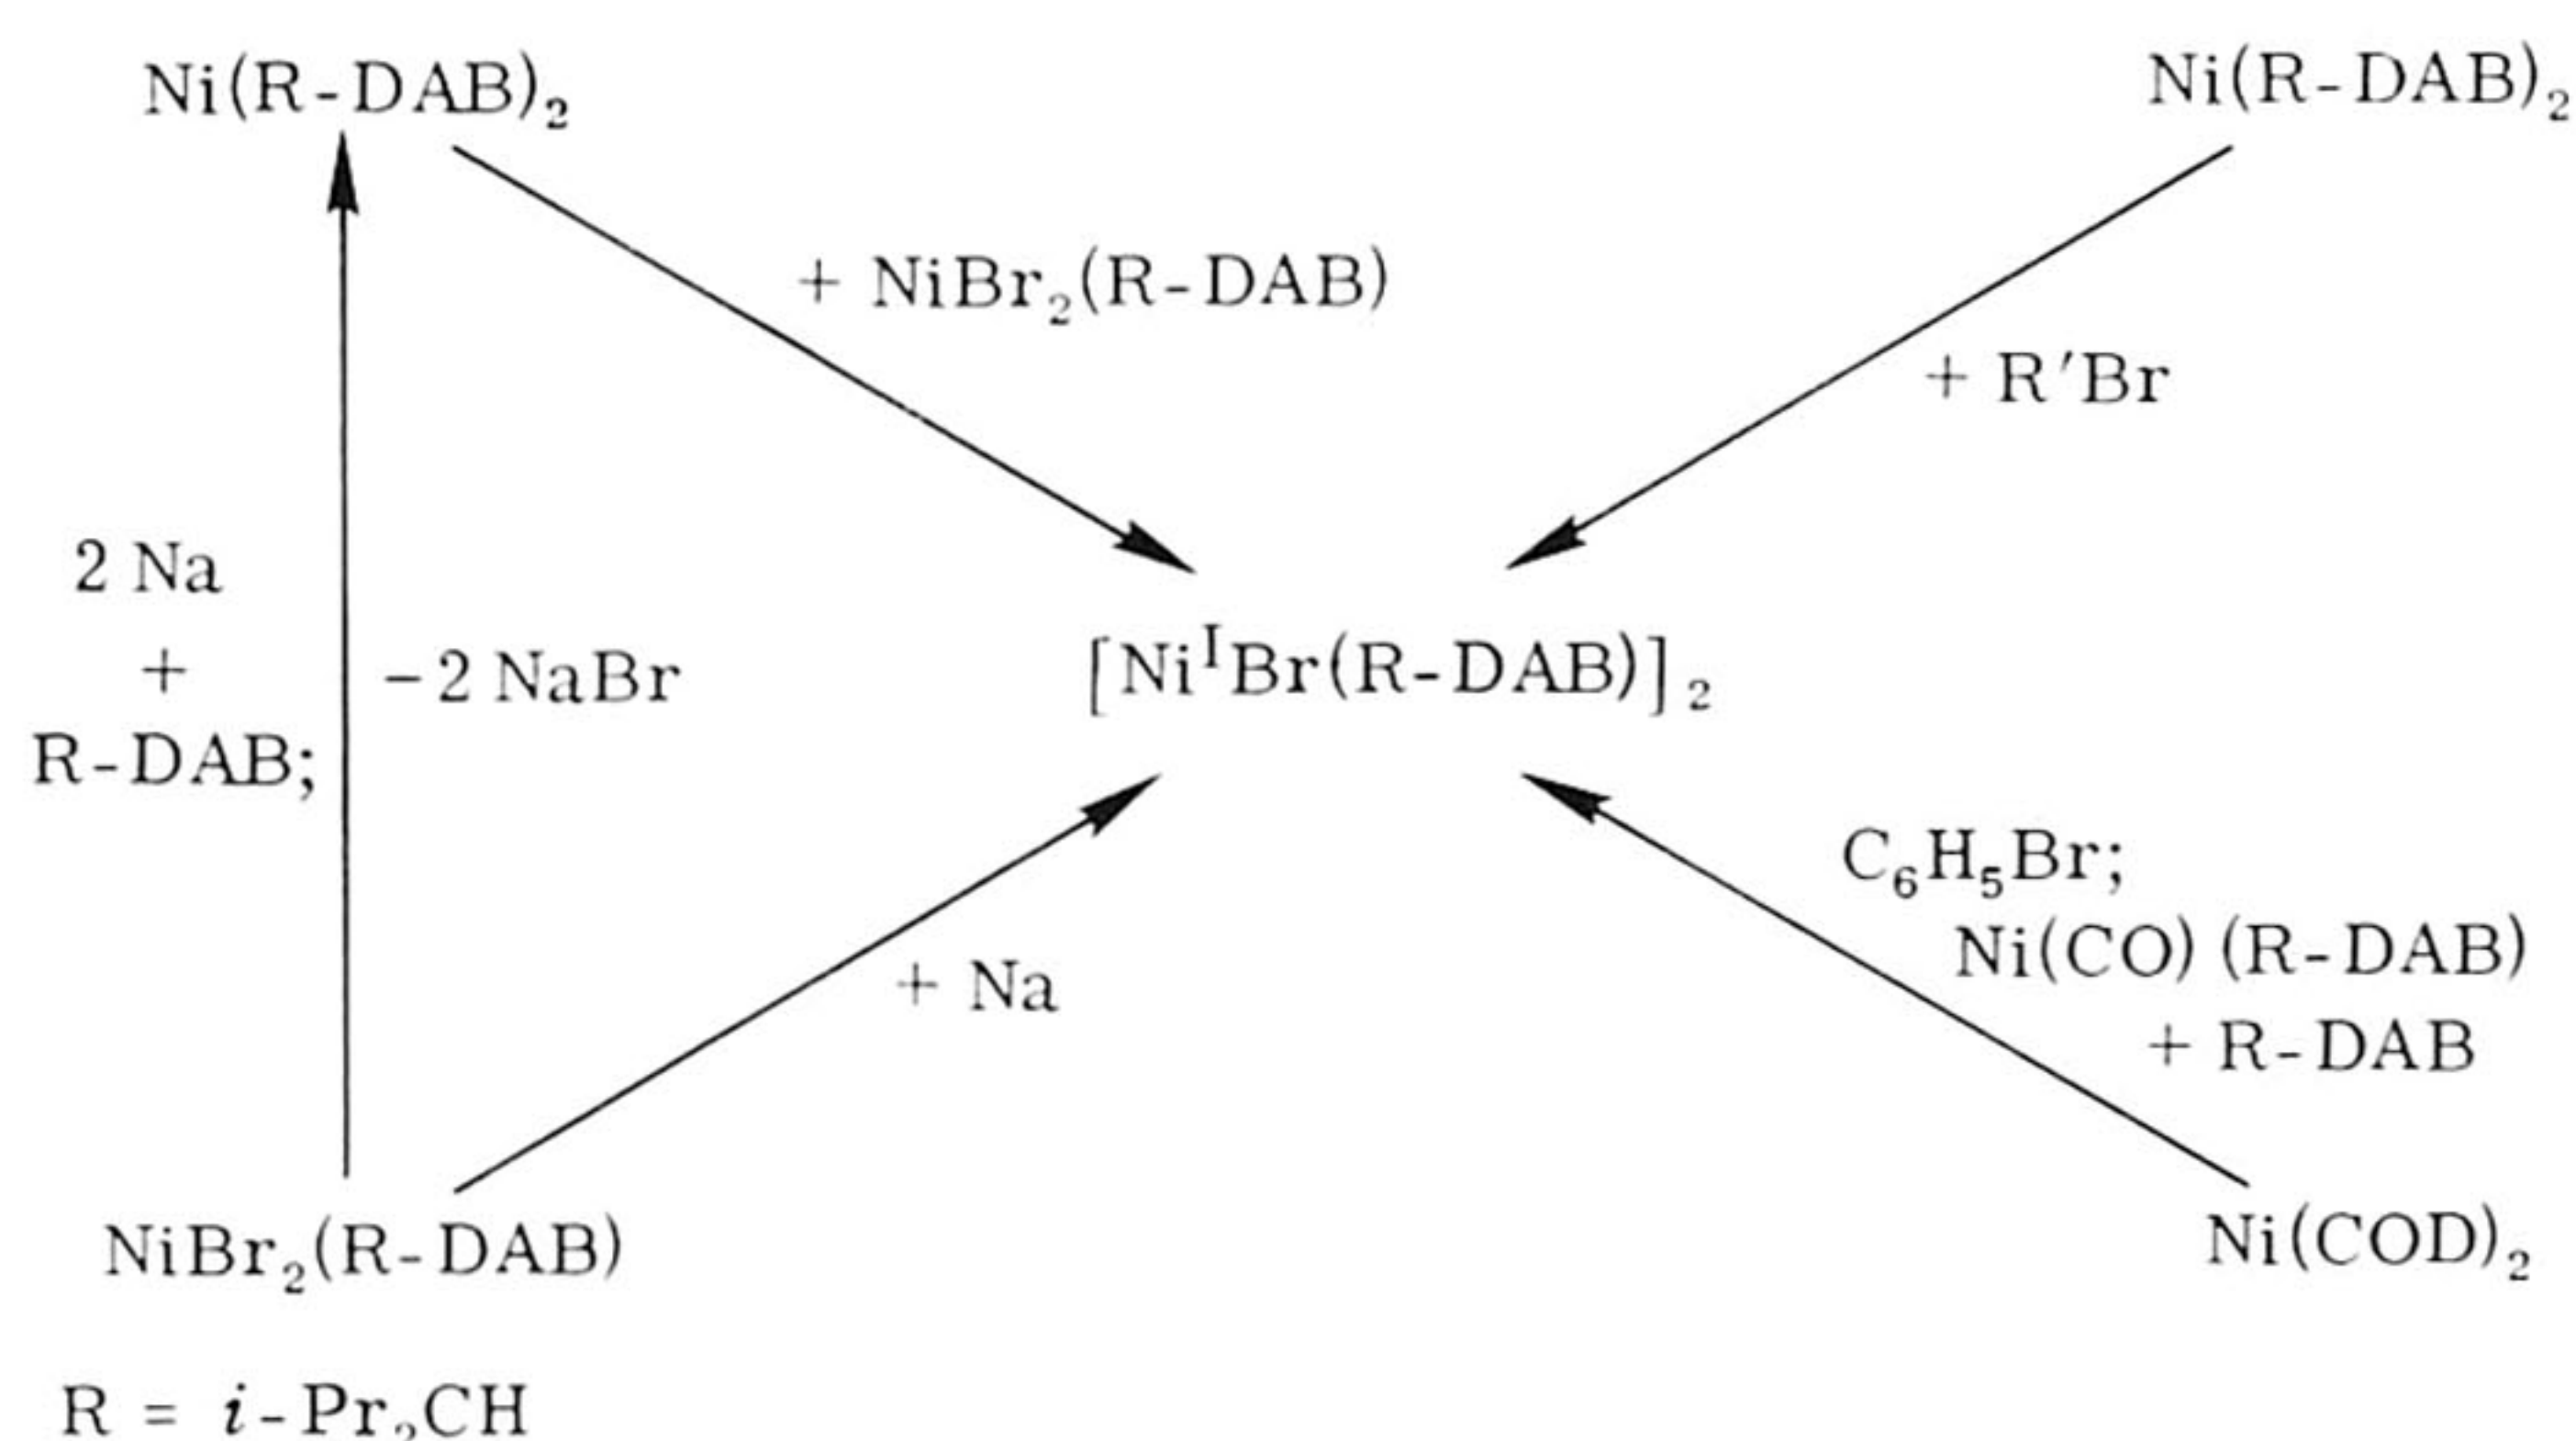 Ni(R-DAB)₂
Ni(R-DAB)₂
+ NiBr₂(R-DAB)
+ R′Br
2 Na
+
R-DAB;
-2 NaBr
[NiᴵBr(R-DAB)]₂
C₆H₅Br;
Ni(CO)(R-DAB)
+ R-DAB
+ Na
NiBr₂(R-DAB)
Ni(COD)₂
R = i-Pr₂CH